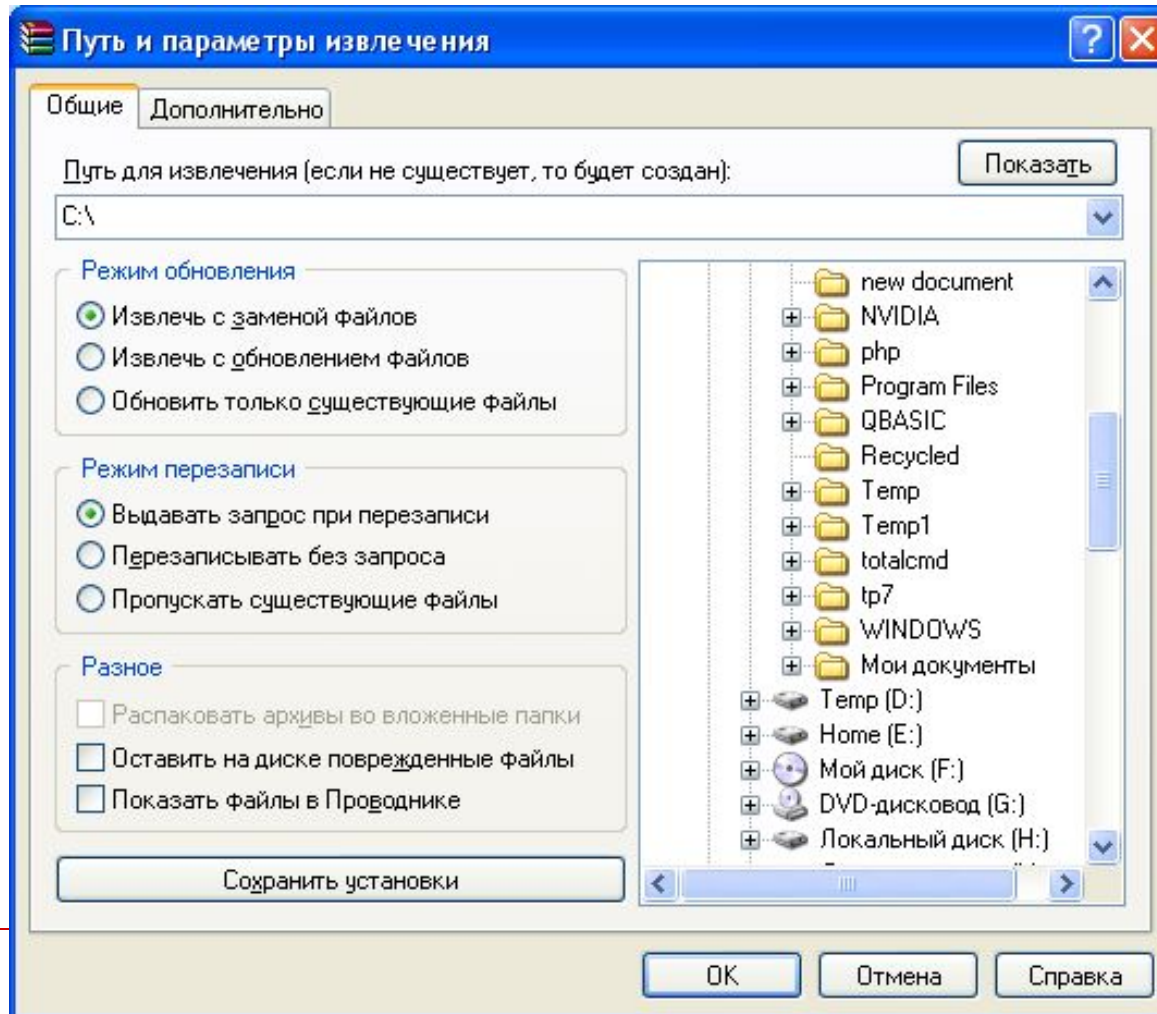 Путь и параметры извлечения
Общие
Дополнительно
Путь для извлечения (если не существует, то будет создан):
Показать
C:\
Режим обновления
Извлечь с заменой файлов
Извлечь с обновлением файлов
Обновить только существующие файлы
Режим перезаписи
Выдавать запрос при перезаписи
Перезаписывать без запроса
Пропускать существующие файлы
Разное
Распаковать архивы во вложенные папки
Оставить на диске поврежденные файлы
Показать файлы в Проводнике
Сохранить установки
new document
NVIDIA
php
Program Files
QBASIC
Recycled
Temp
Temp1
totalcmd
tp7
WINDOWS
Мои документы
Temp (D:)
Home (E:)
Мой диск (F:)
DVD-дисковод (G:)
Локальный диск (H:)
OK
Отмена
Справка